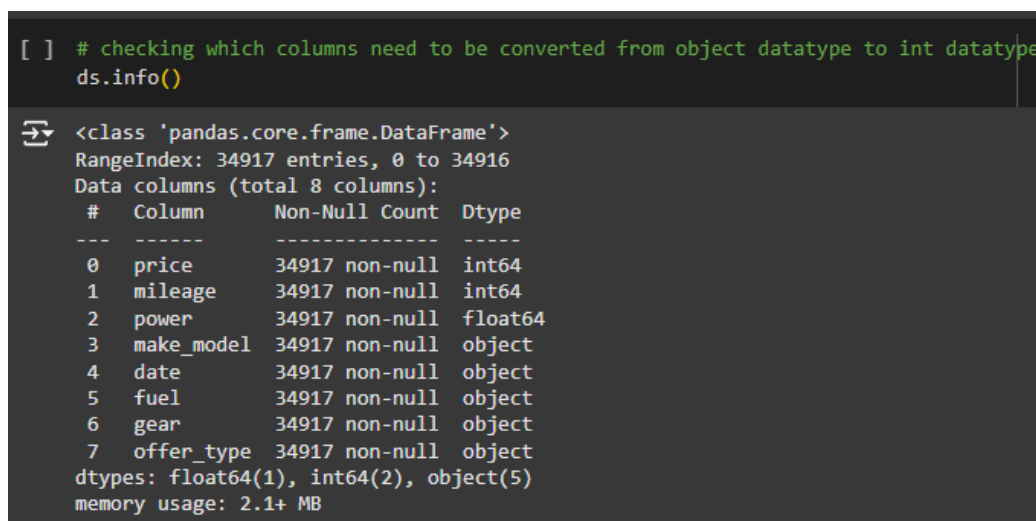 [ ] # checking which columns need to be converted from object datatype to int datatype
ds.info()
<class 'pandas.core.frame.DataFrame'>
RangeIndex: 34917 entries, 0 to 34916
Data columns (total 8 columns):
 #   Column      Non-Null Count  Dtype
---  ------      --------------  -----
 0   price       34917 non-null  int64
 1   mileage     34917 non-null  int64
 2   power       34917 non-null  float64
 3   make_model  34917 non-null  object
 4   date        34917 non-null  object
 5   fuel        34917 non-null  object
 6   gear        34917 non-null  object
 7   offer_type  34917 non-null  object
dtypes: float64(1), int64(2), object(5)
memory usage: 2.1+ MB